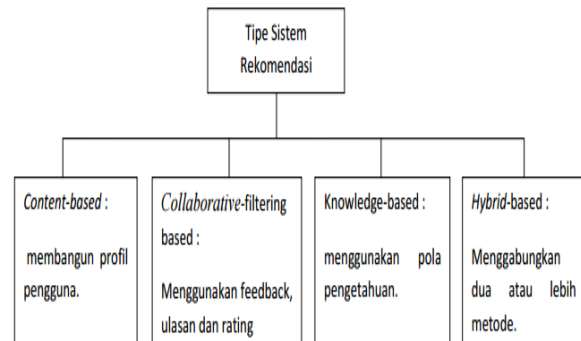 Tipe Sistem
Rekomendasi
Content-based :
membangun profil
pengguna.
Collaborative-filtering
based :
Menggunakan feedback,
ulasan dan rating
Knowledge-based :
menggunakan pola
pengetahuan.
Hybrid-based :
Menggabungkan
dua atau lebih
metode.